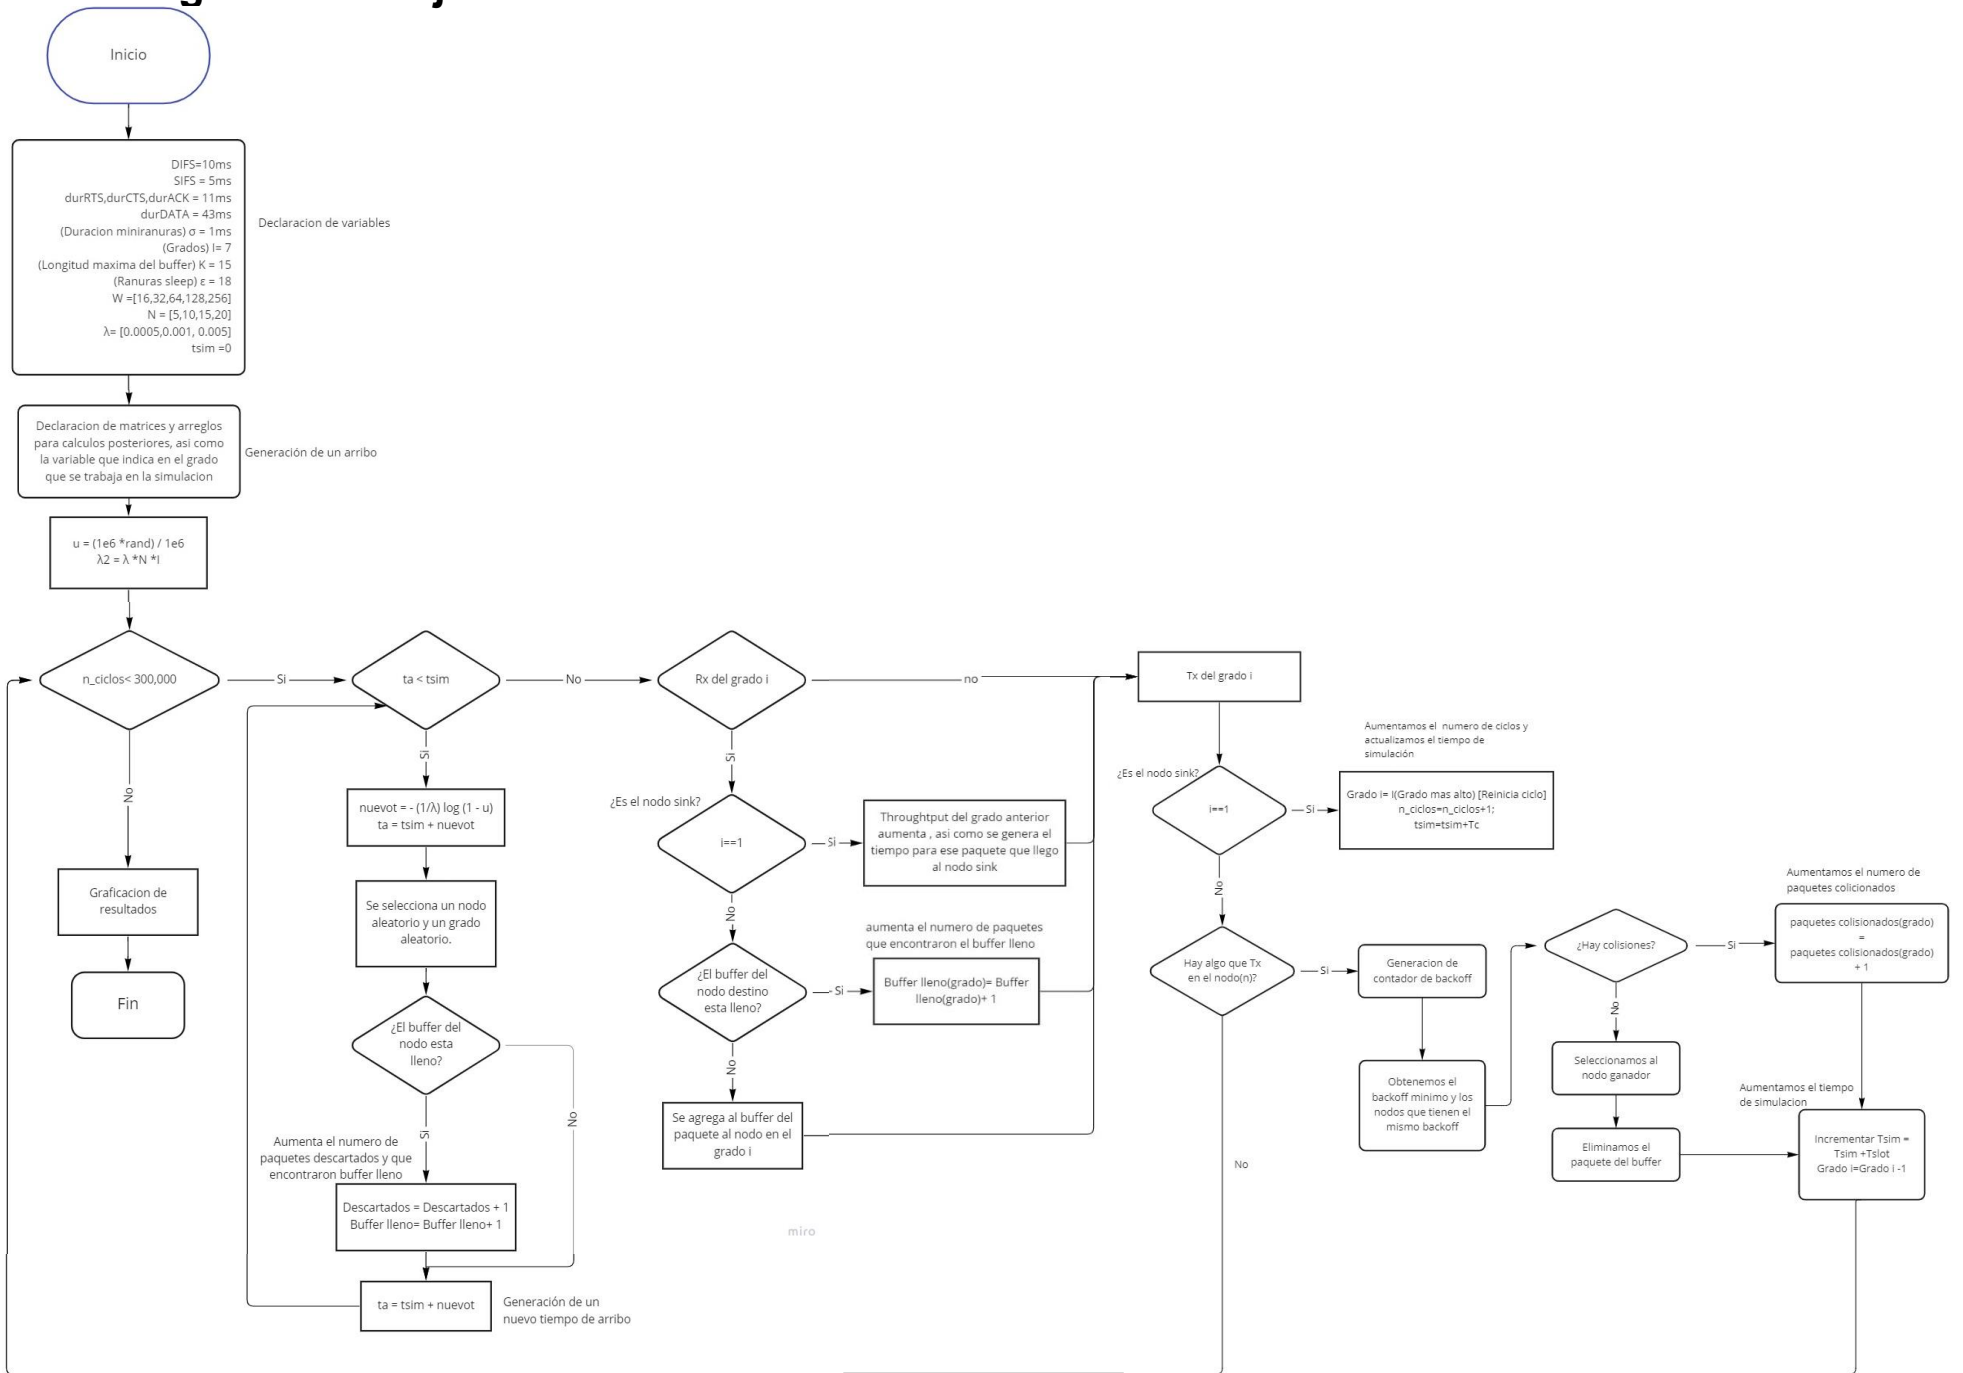 Inicio
DIFS=10ms
SIFS = 5ms
durRTS,durCTS,durACK = 11ms
durDATA = 43ms
(Duracion miniranuras) σ = 1ms
(Grados) I= 7
(Longitud maxima del buffer) K = 15
(Ranuras sleep) ε = 18
W =[16,32,64,128,256]
N = [5,10,15,20]
λ= [0.0005,0.001, 0.005]
tsim =0
Declaracion de variables
Declaracion de matrices y arreglos
para calculos posteriores, asi como
la variable que indica en el grado
que se trabaja en la simulacion
Generación de un arribo
u = (1e6 *rand) / 1e6
λ2 = λ *N *I
n_ciclos< 300,000
Si
No
Graficacion de
resultados
Fin
ta < tsim
No
Si
nuevot = - (1/λ) log (1 - u)
ta = tsim + nuevot
Se selecciona un nodo
aleatorio y un grado
aleatorio.
¿El buffer del
nodo esta
lleno?
No
Si
Aumenta el numero de
paquetes descartados y que
encontraron buffer lleno
Descartados = Descartados + 1
Buffer lleno= Buffer lleno+ 1
ta = tsim + nuevot
Generación de un
nuevo tiempo de arribo
Rx del grado i
no
Si
¿Es el nodo sink?
i==1
Si
Throughtput del grado anterior
aumenta , asi como se genera el
tiempo para ese paquete que llego
al nodo sink
No
¿El buffer del
nodo destino
esta lleno?
Si
aumenta el numero de paquetes
que encontraron el buffer lleno
Buffer lleno(grado)= Buffer
lleno(grado)+ 1
No
Se agrega al buffer del
paquete al nodo en el
grado i
Tx del grado i
¿Es el nodo sink?
i==1
Si
Aumentamos el  numero de ciclos y
actualizamos el tiempo de
simulación
Grado i= I(Grado mas alto) [Reinicia ciclo]
n_ciclos=n_ciclos+1;
tsim=tsim+Tc
No
Hay algo que Tx
en el nodo(n)?
Si
No
Generacion de
contador de backoff
Obtenemos el
backoff minimo y los
nodos que tienen el
mismo backoff
¿Hay colisiones?
Si
Aumentamos el numero de
paquetes colicionados
paquetes colisionados(grado)
=
paquetes colisionados(grado)
+ 1
No
Seleccionamos al
nodo ganador
Eliminamos el
paquete del buffer
Aumentamos el tiempo
de simulacion
Incrementar Tsim =
Tsim +Tslot
Grado i=Grado i -1
miro